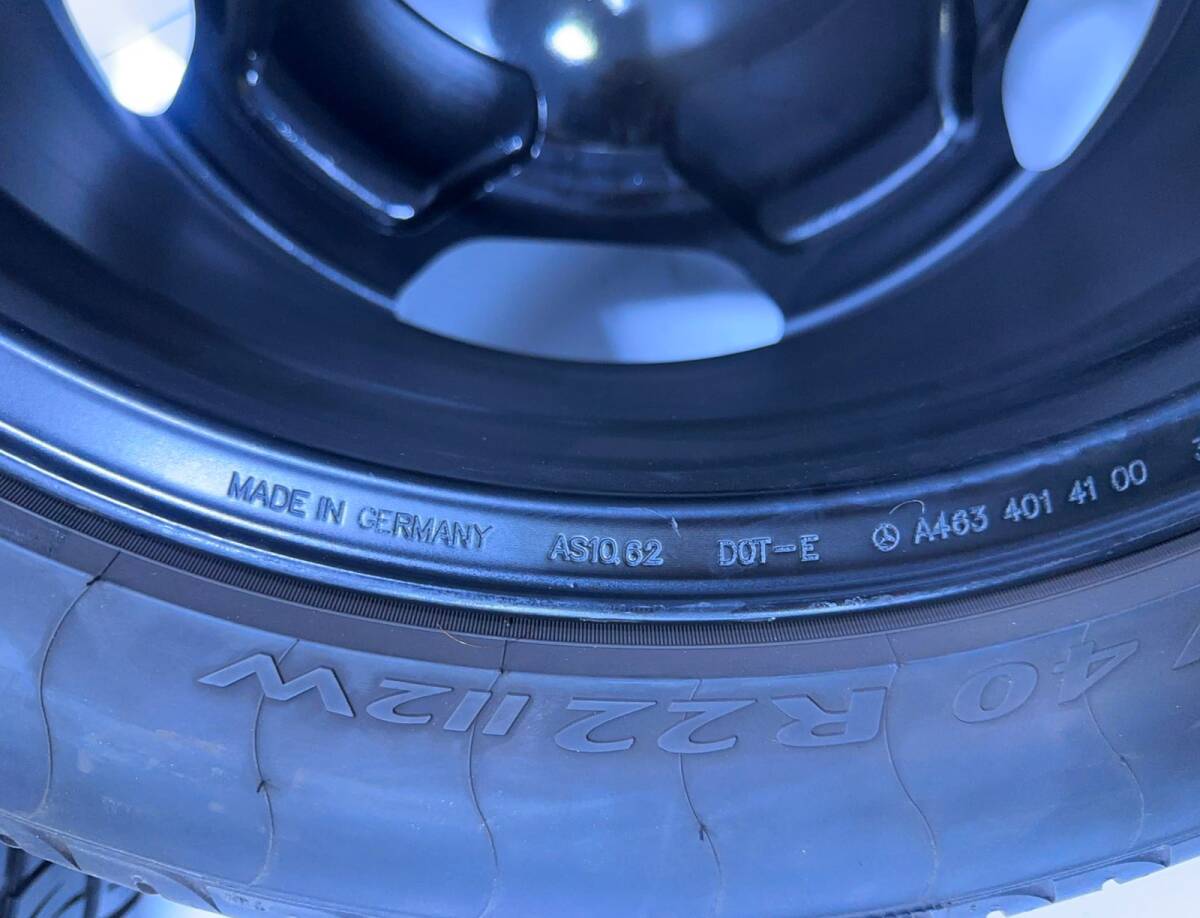 MADE IN GERMANY AS10.62 DOT-E A463 401 41 00
40 R22 112W